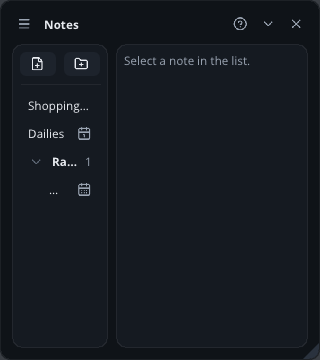 Notes
Select a note in the list.
Shopping...
Dailies
Ra... 1
...